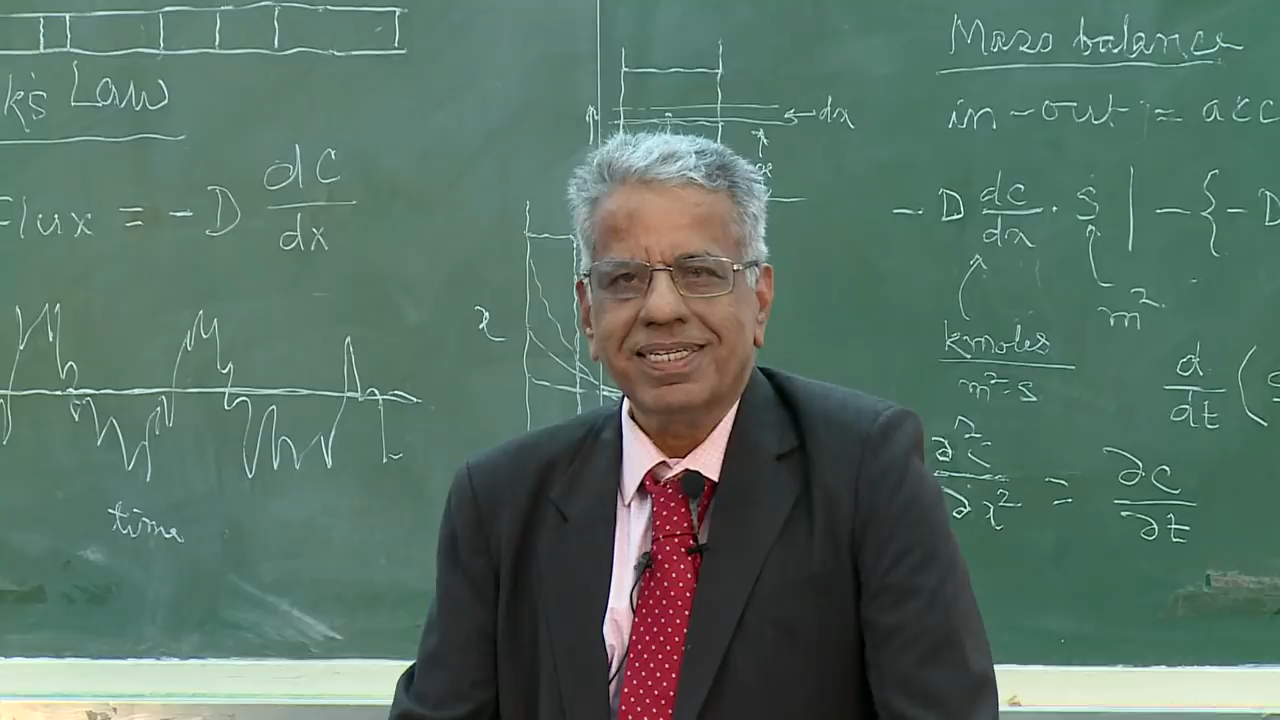 k's Law
Flux = -D dC/dx
time
dx
x
Mass balance
in - out = acc
-D dc/dx · S | - { - D
kmoles/m²-s
m²
d/dt (
∂²c/∂x² = ∂c/∂t